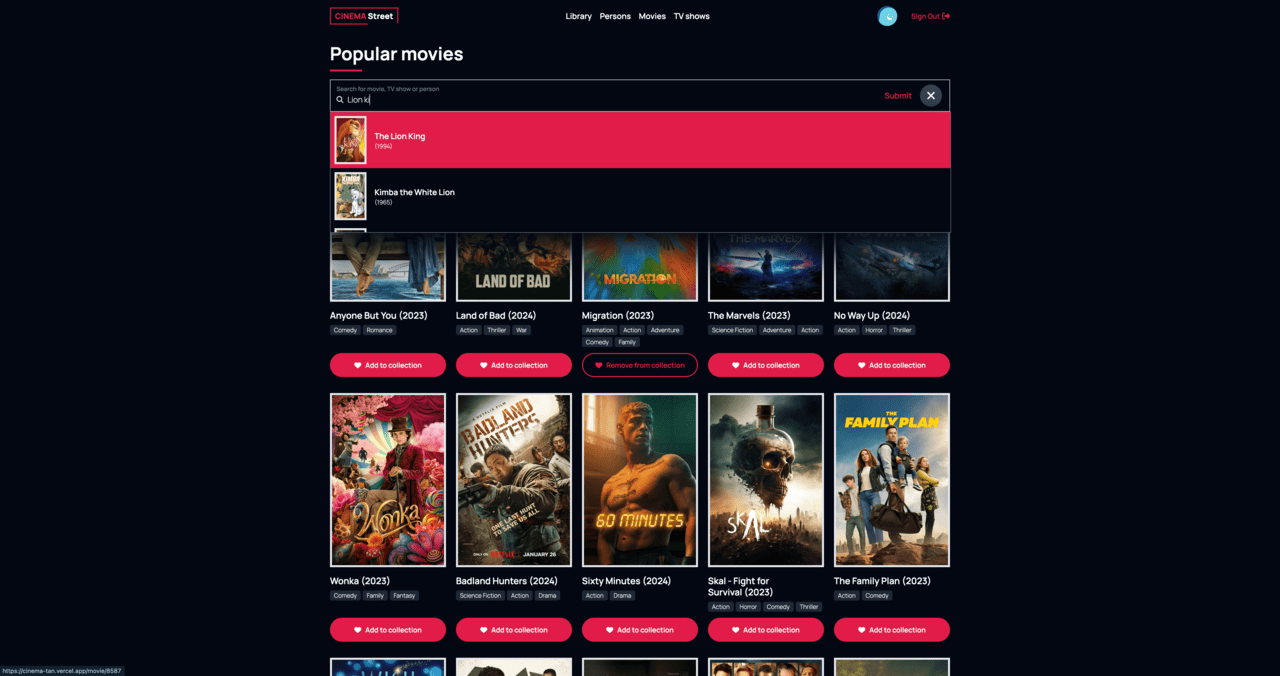 CINEMA Street
Library Persons Movies TV shows
Sign Out
Popular movies
Search for movie, TV show or person
Lion ki
Submit
The Lion King
(1994)
Kimba the White Lion
(1965)
LAND OF BAD
MIGRATION
THE MARVELS
Anyone But You (2023)
Comedy Romance
Add to collection
Land of Bad (2024)
Action Thriller War
Add to collection
Migration (2023)
Animation Action Adventure
Comedy Family
Remove from collection
The Marvels (2023)
Science Fiction Adventure Action
Add to collection
No Way Up (2024)
Action Horror Thriller
Add to collection
Wonka
BADLAND
HUNTERS
ONE LAST HUNT
TO SAVE US ALL
JANUARY 26
60 MINUTES
SKAL
THE
FAMILY PLAN
Wonka (2023)
Comedy Family Fantasy
Add to collection
Badland Hunters (2024)
Science Fiction Action Drama
Add to collection
Sixty Minutes (2024)
Action Drama
Add to collection
Skal - Fight for
Survival (2023)
Action Horror Comedy Thriller
Add to collection
The Family Plan (2023)
Action Comedy
Add to collection
https://cinema-tan.vercel.app/movie/8587